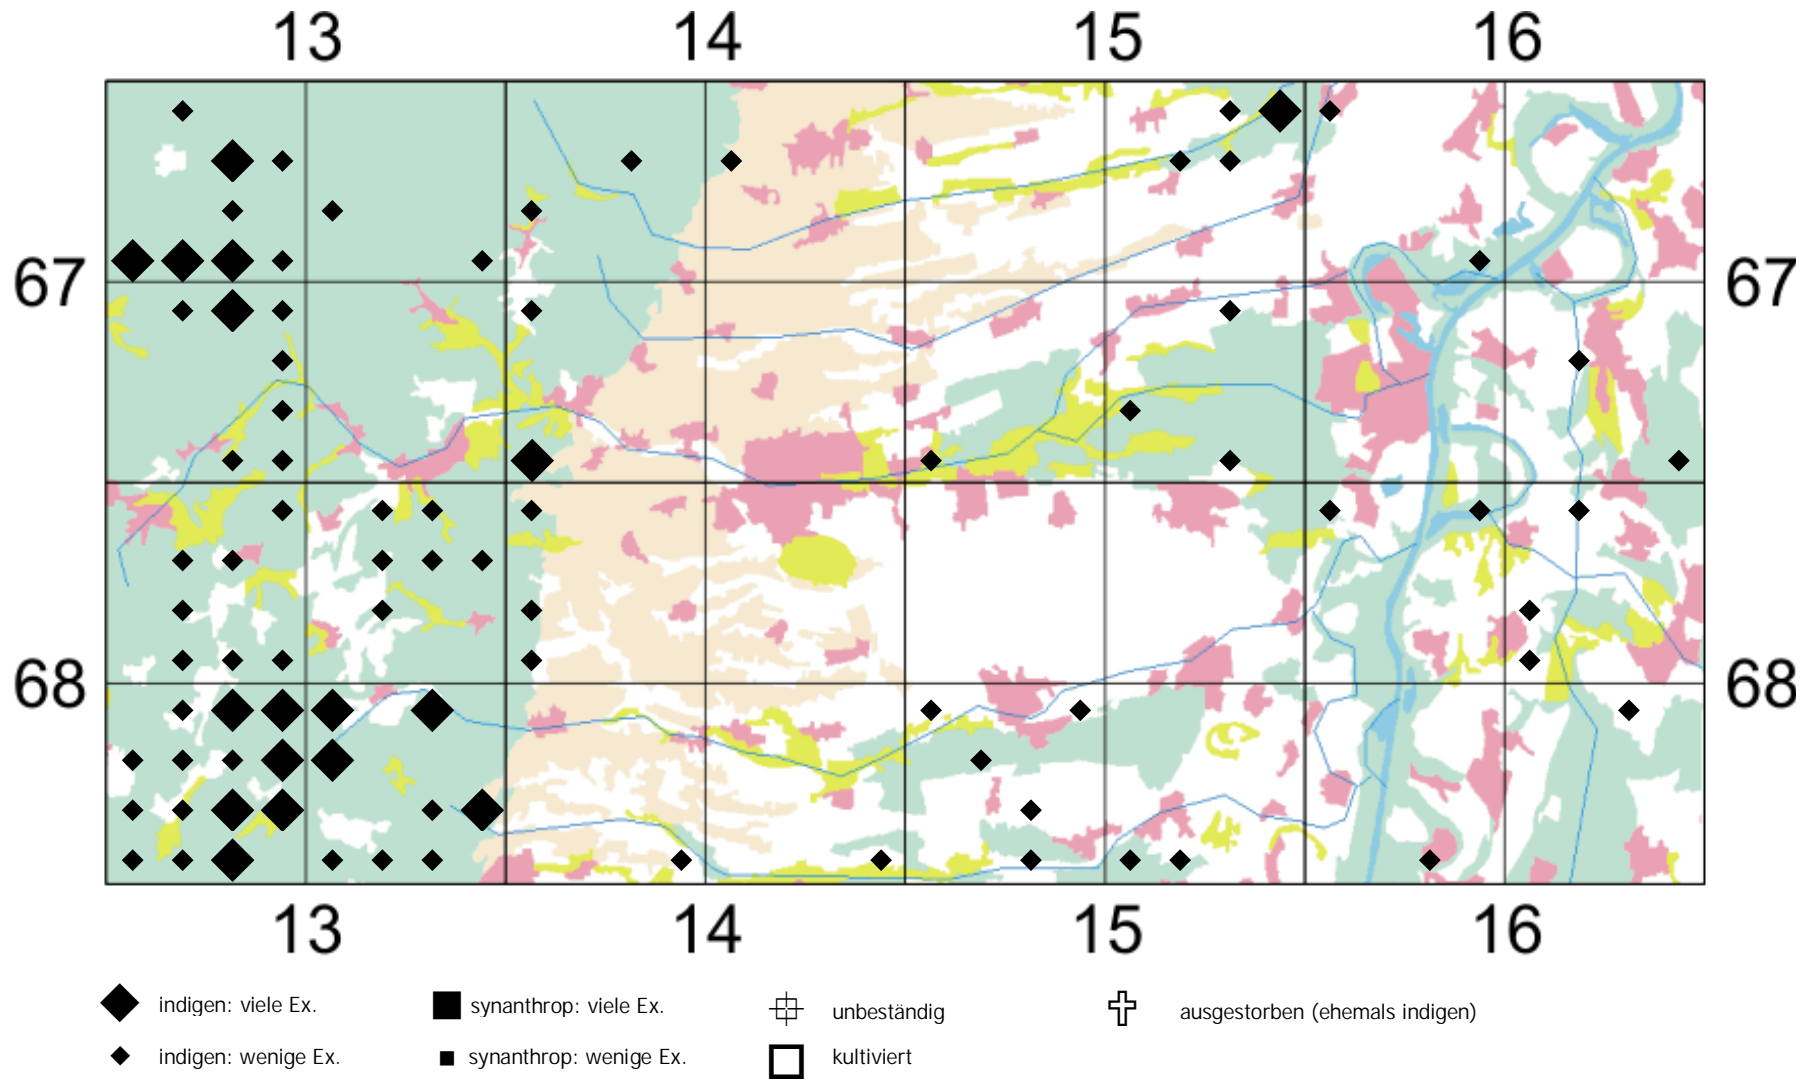 13 14 15 16
67 67
68 68
13 14 15 16
indigen: viele Ex. synanthrop: viele Ex. unbeständig ausgestorben (ehemals indigen)
indigen: wenige Ex. synanthrop: wenige Ex. kultiviert